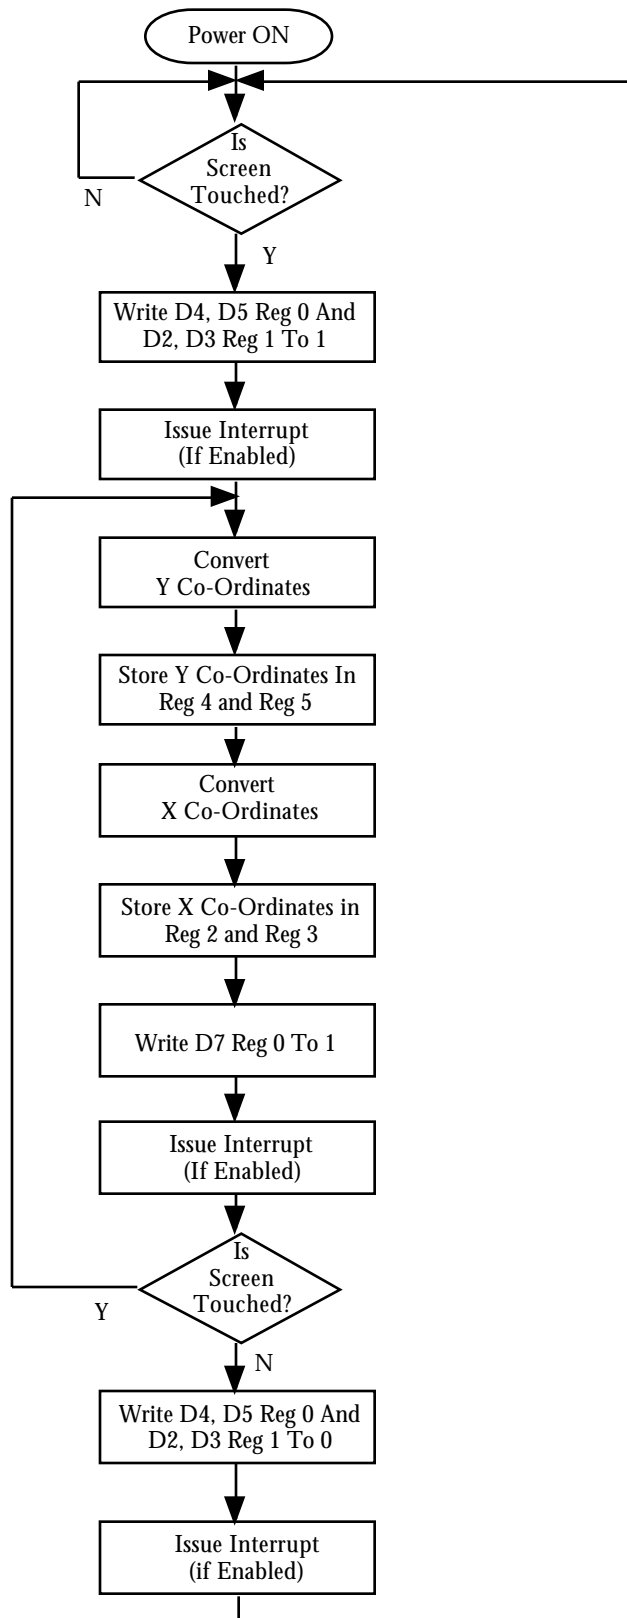 Power ON
Is
Screen
Touched?
N
Y
Write D4, D5 Reg 0 And
D2, D3 Reg 1 To 1
Issue Interrupt
(If Enabled)
Convert
Y Co-Ordinates
Store Y Co-Ordinates In
Reg 4 and Reg 5
Convert
X Co-Ordinates
Store X Co-Ordinates in
Reg 2 and Reg 3
Write D7 Reg 0 To 1
Issue Interrupt
(If Enabled)
Is
Screen
Touched?
Y
N
Write D4, D5 Reg 0 And
D2, D3 Reg 1 To 0
Issue Interrupt
(if Enabled)